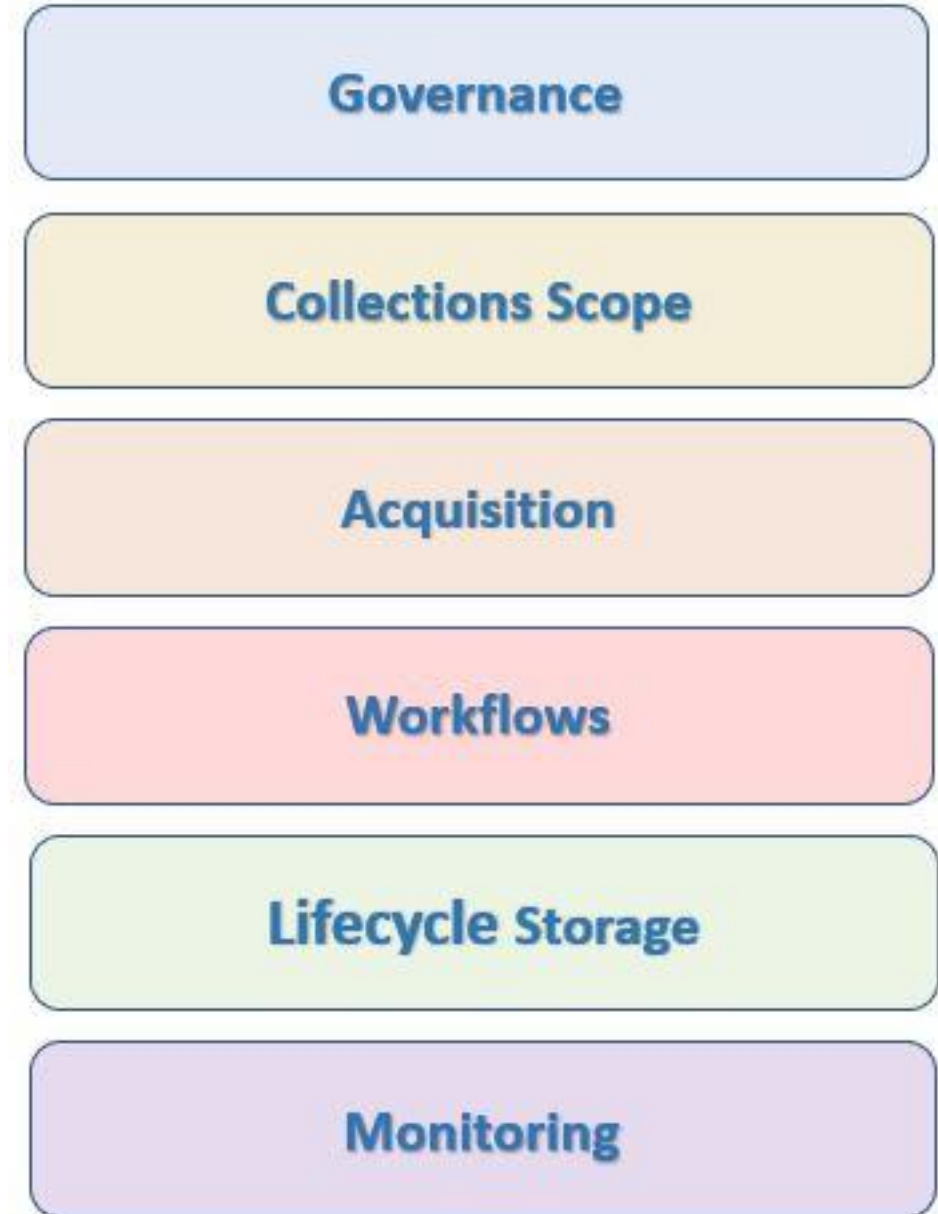 Governance
Collections Scope
Acquisition
Workflows
Lifecycle Storage
Monitoring